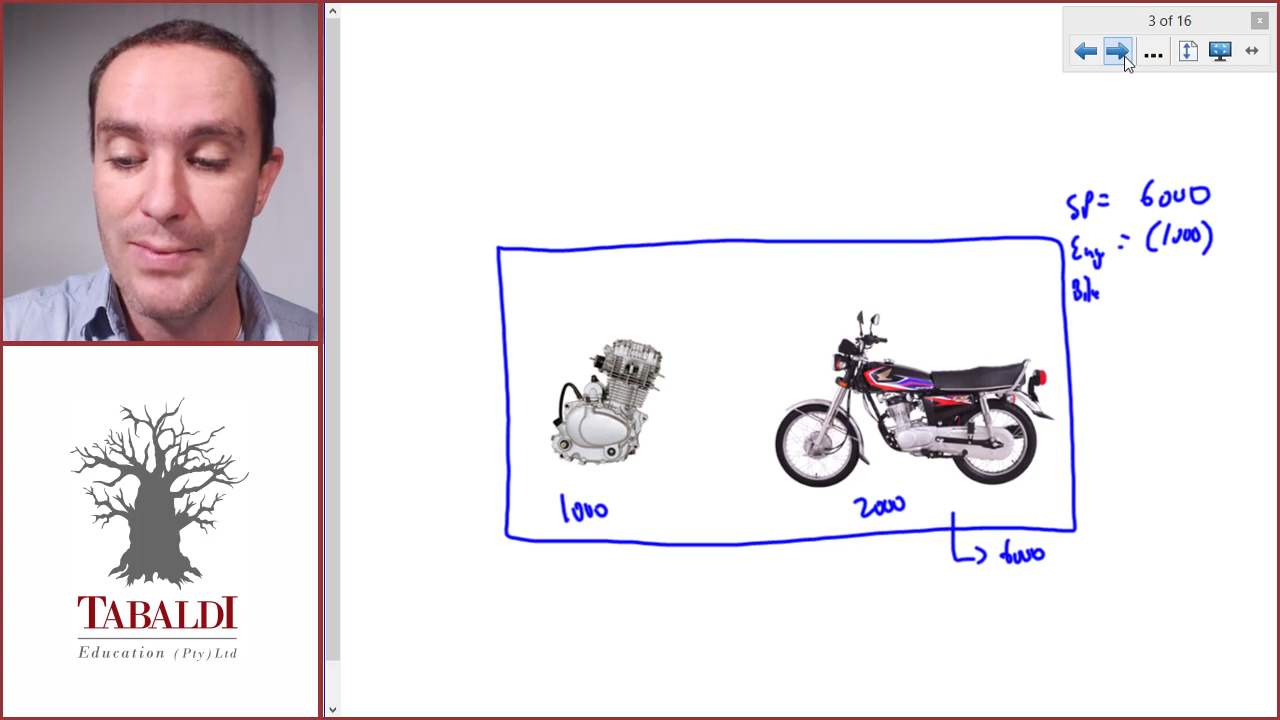 3 of 16
SP = 6000
Eng = (1000)
Bike
1000
2000
→ 6000
TABALDI
Education (Pty) Ltd